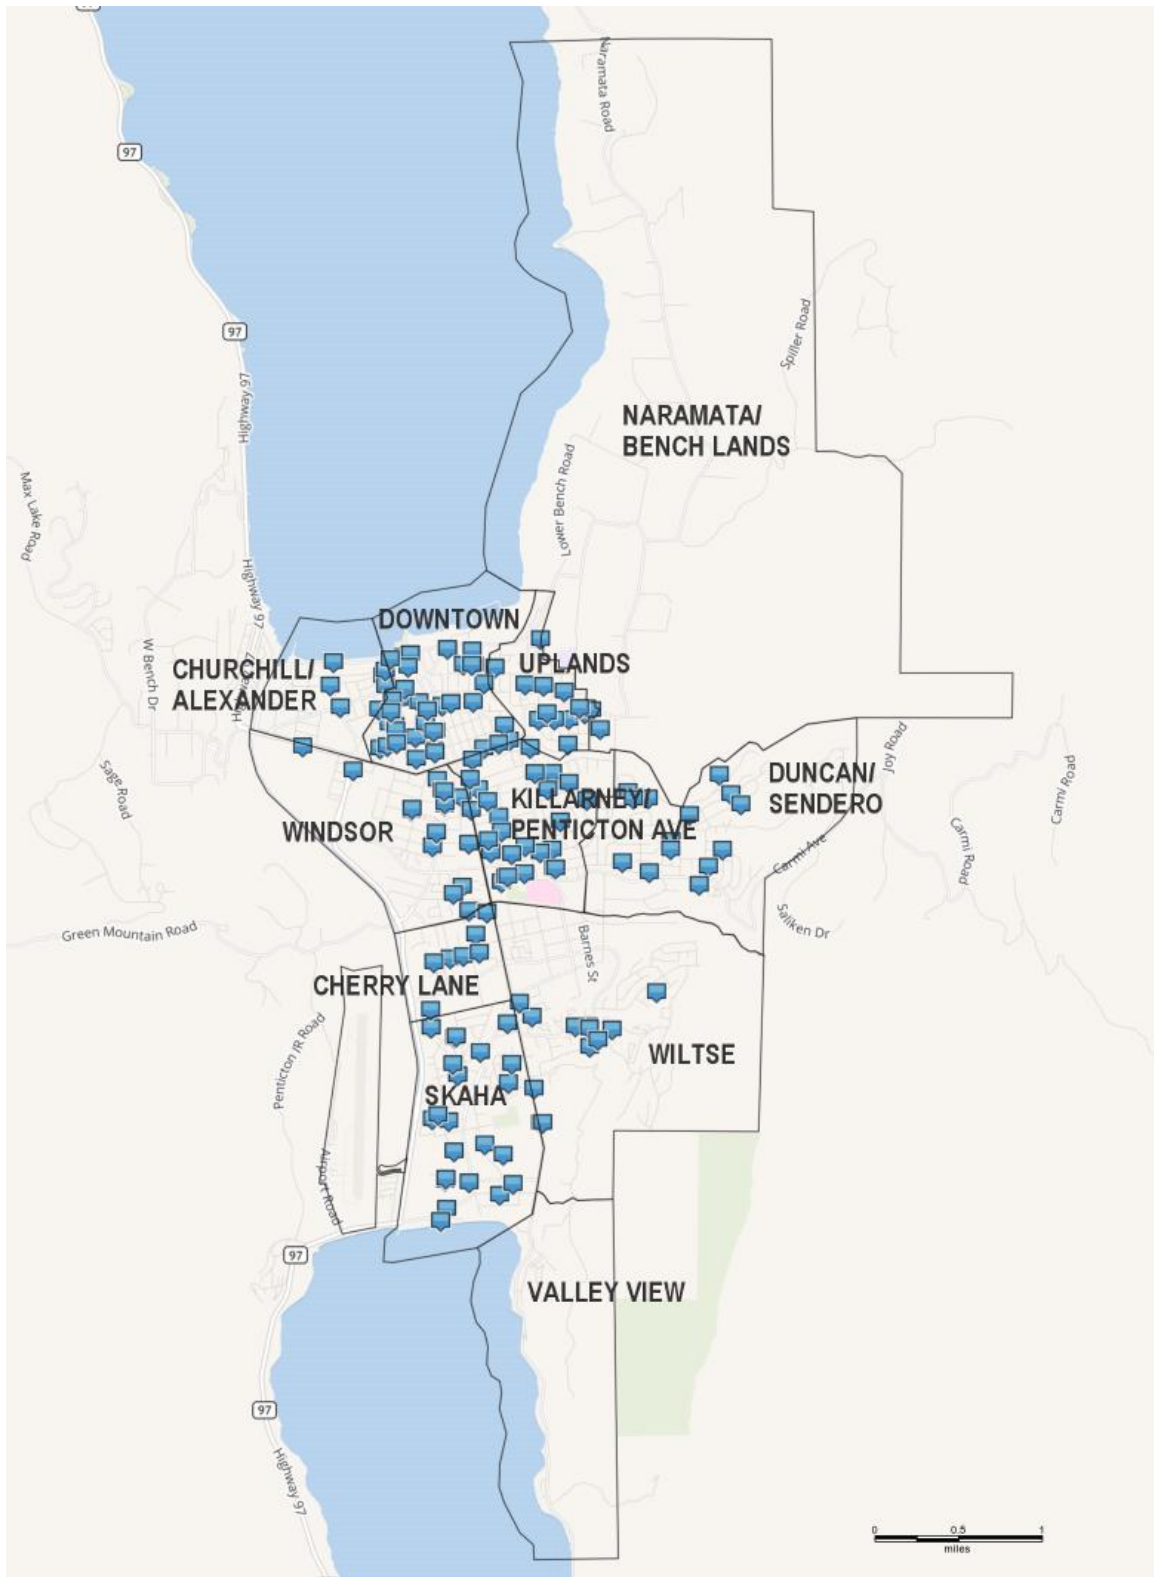 97
Naramata Road
97
Spiller Road
97
Highway 97
NARAMATA/
BENCH LANDS
Lower Bench Road
Max Lake Road
Highway 97
DOWNTOWN
W Bench Dr
CHURCHILL/
ALEXANDER
UPLANDS
Highway 97
Joy Road
Sage Road
DUNCAN/
SENDERO
Carmi Road
KILLARNEY/
PENTICTON AVE
WINDSOR
Carmi Ave
Carmi Road
Saliken Dr
Green Mountain Road
Barnes St
CHERRY LANE
Penticton IR Road
WILTSE
SKAHA
Airport Road
97
VALLEY VIEW
97
Highway 97
0 0.5 1
miles